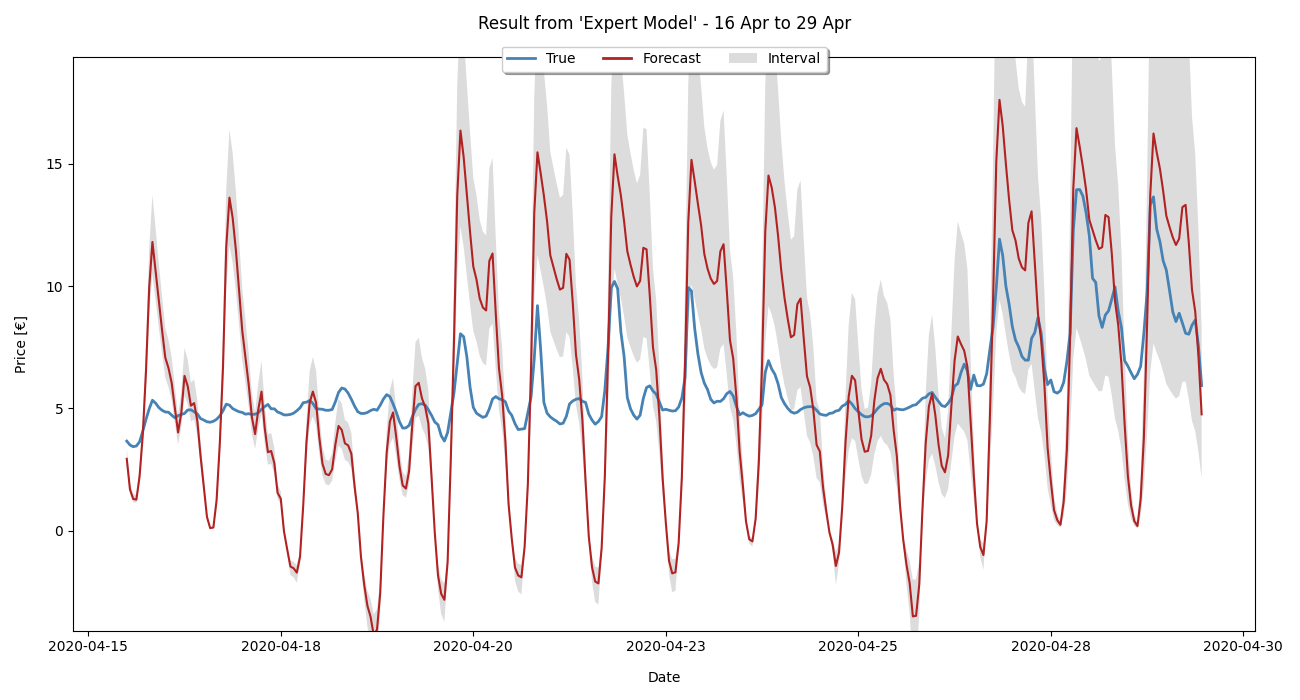 Result from 'Expert Model' - 16 Apr to 29 Apr
True Forecast Interval
Price [€]
15
10
5
0
2020-04-15 2020-04-18 2020-04-20 2020-04-23 2020-04-25 2020-04-28 2020-04-30
Date